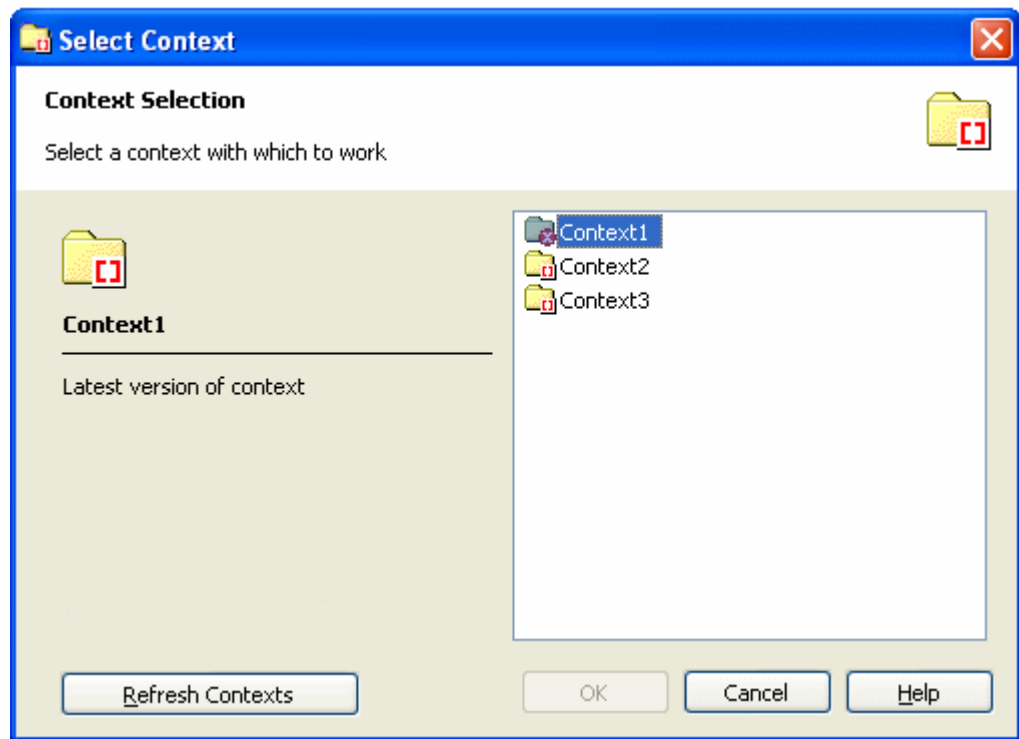 Select Context
Context Selection
Select a context with which to work
Context1
Latest version of context
Context1
Context2
Context3
Refresh Contexts
OK
Cancel
Help